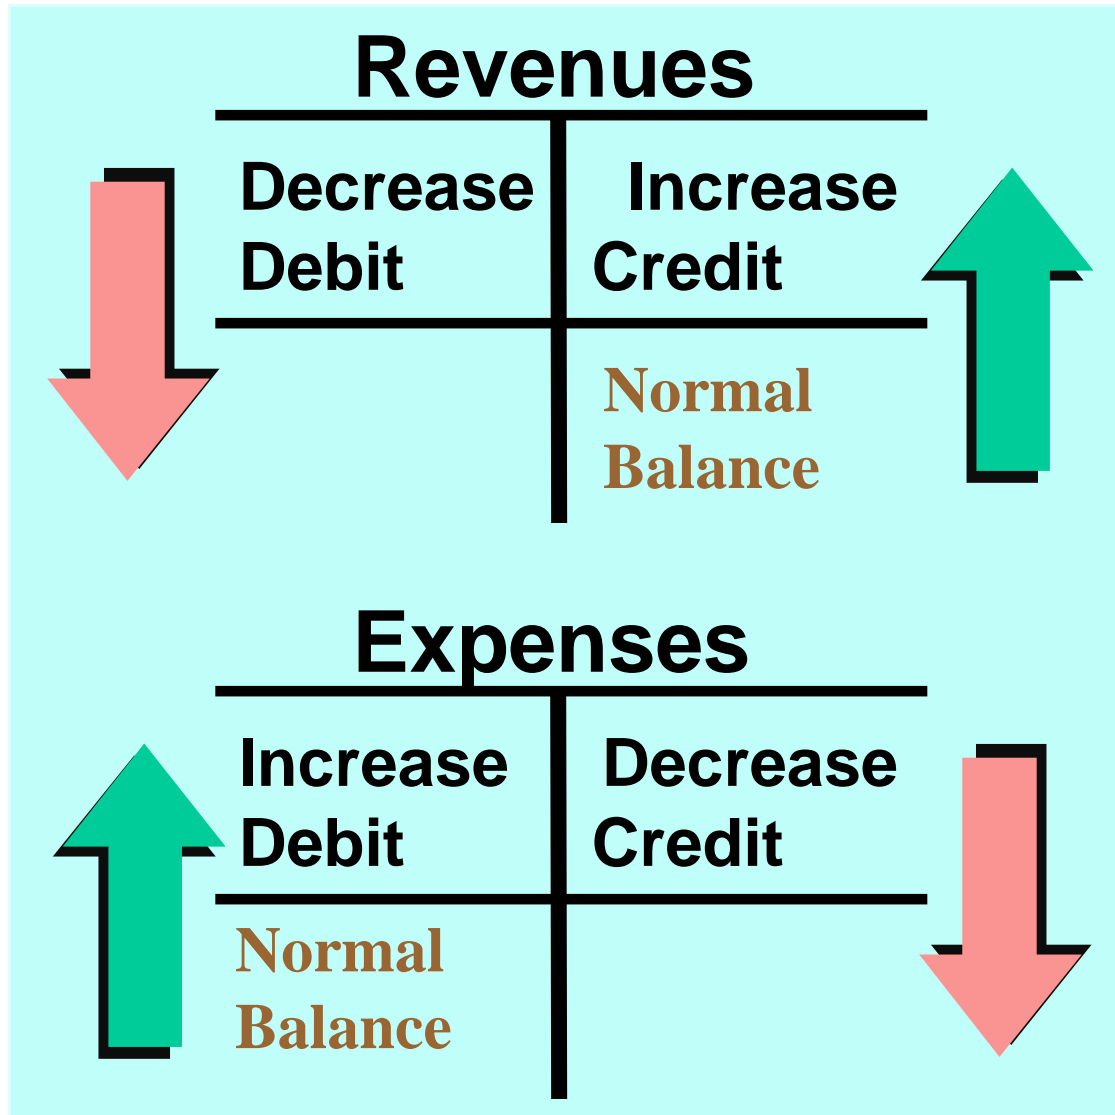 Revenues
Decrease Increase
Debit Credit
Normal
Balance
Expenses
Increase Decrease
Debit Credit
Normal
Balance